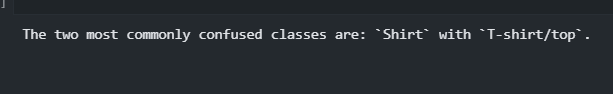 ]
The two most commonly confused classes are: `Shirt` with `T-shirt/top`.